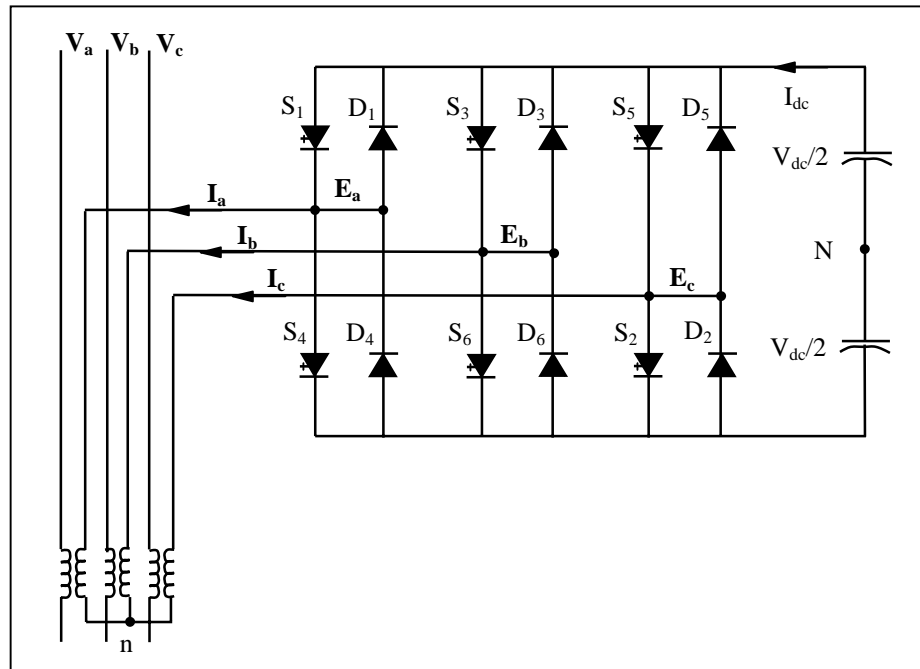 Va Vb Vc
Idc
S1 D1 S3 D3 S5 D5
Vdc/2
Ia Ea
Ib Eb
N
Ic Ec
S4 D4 S6 D6 S2 D2
Vdc/2
n